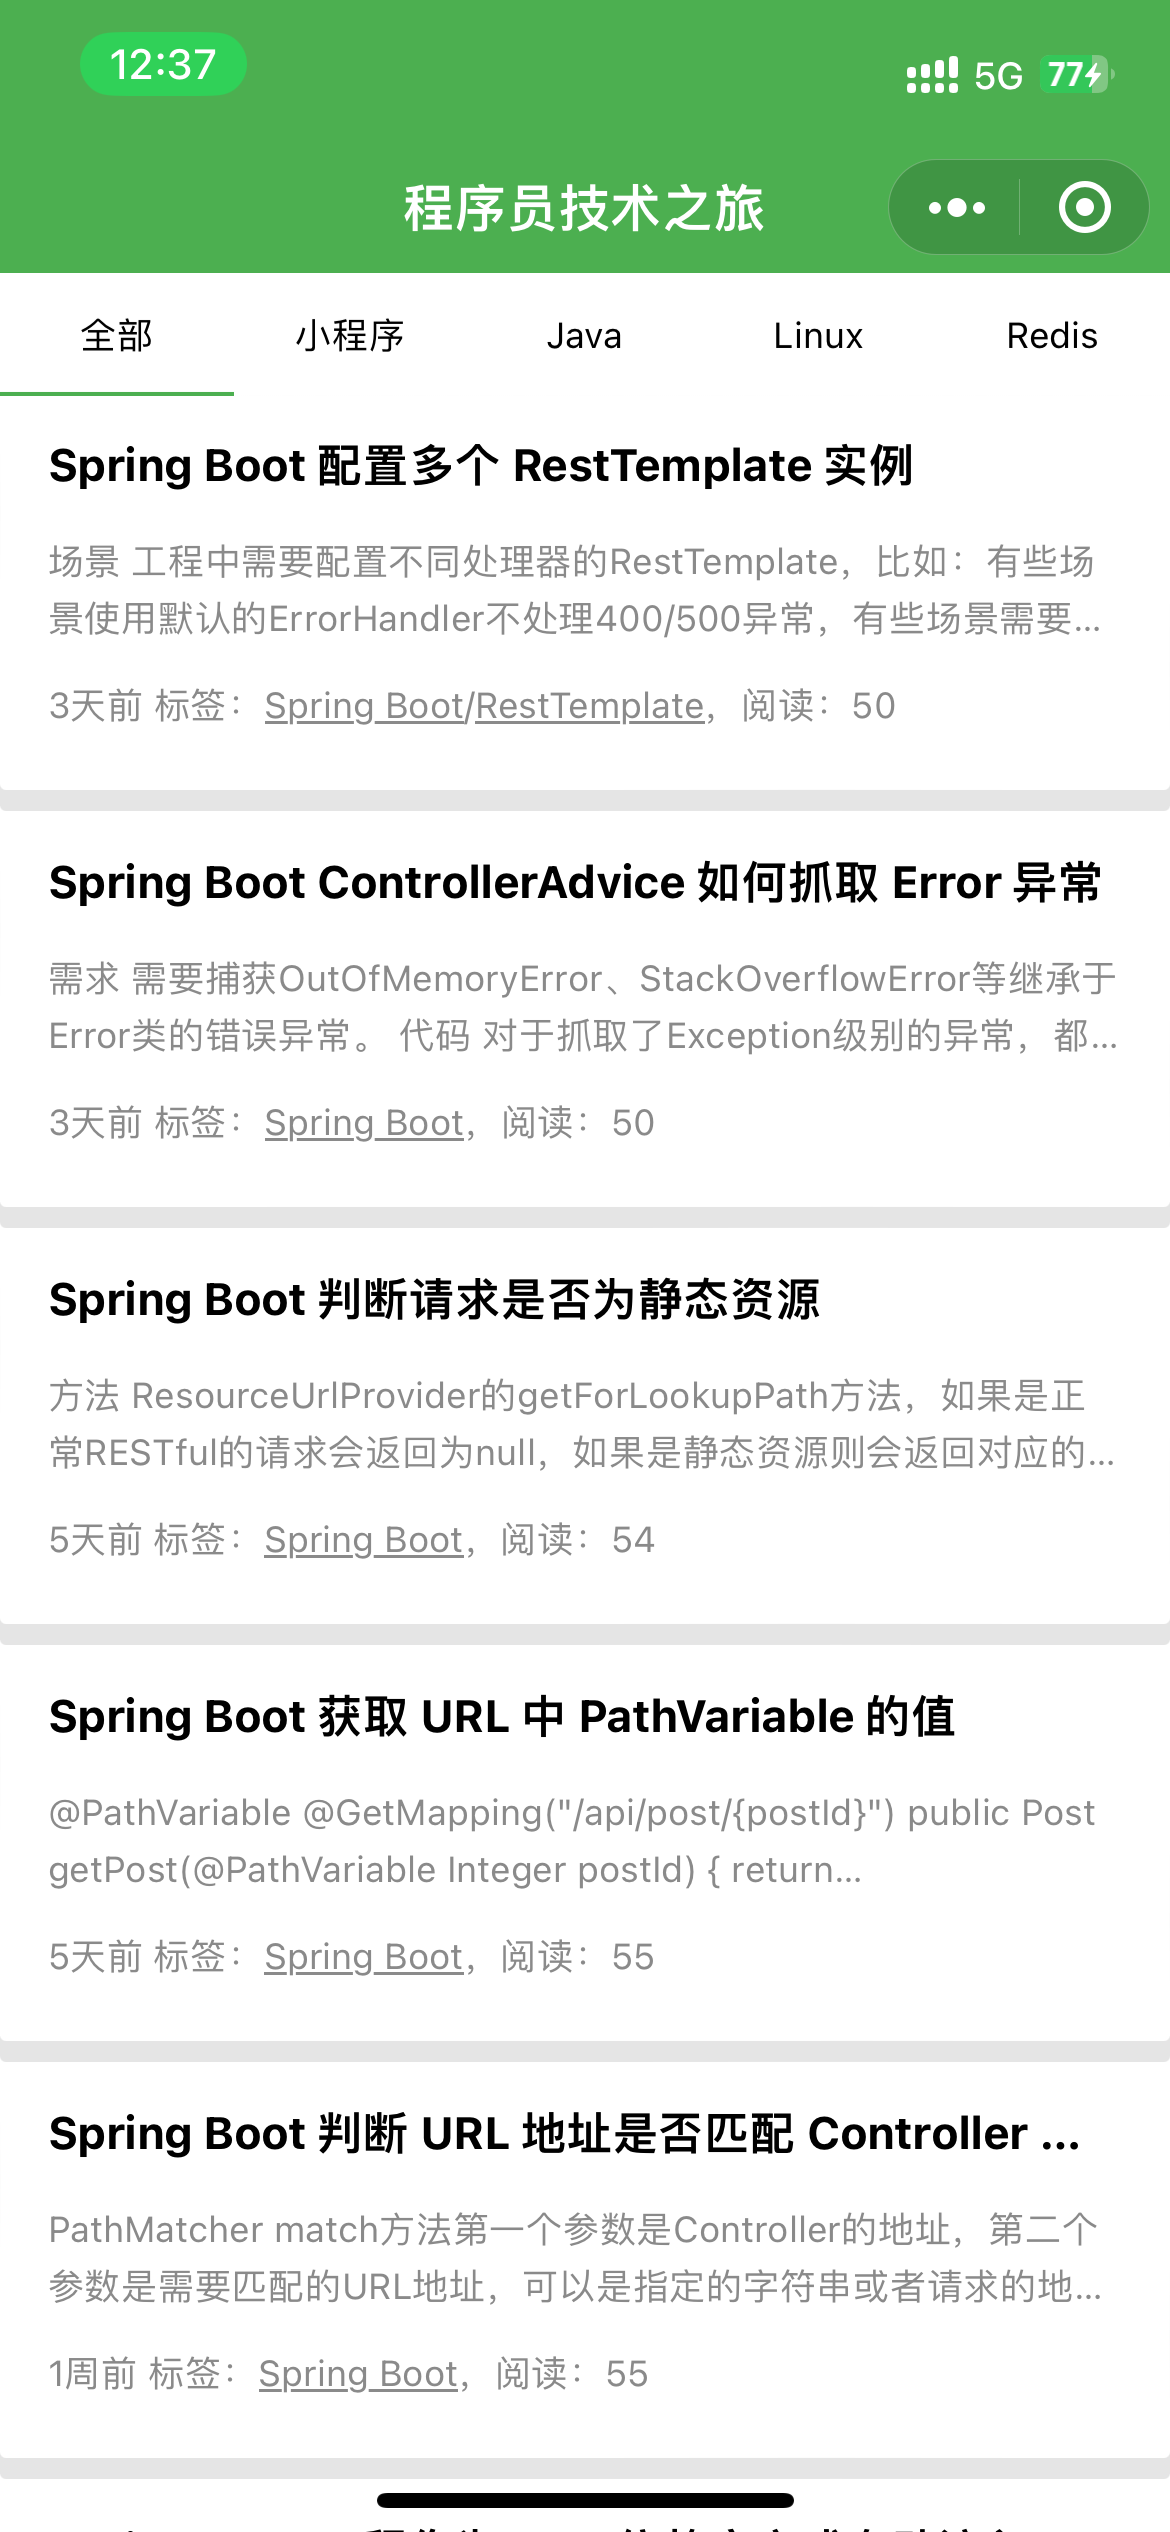 12:37
5G 77
程序员技术之旅
全部 小程序 Java Linux Redis
Spring Boot 配置多个 RestTemplate 实例
场景 工程中需要配置不同处理器的RestTemplate，比如：有些场
景使用默认的ErrorHandler不处理400/500异常，有些场景需要...
3天前 标签：Spring Boot/RestTemplate，阅读：50
Spring Boot ControllerAdvice 如何抓取 Error 异常
需求 需要捕获OutOfMemoryError、StackOverflowError等继承于
Error类的错误异常。 代码 对于抓取了Exception级别的异常，都...
3天前 标签：Spring Boot，阅读：50
Spring Boot 判断请求是否为静态资源
方法 ResourceUrlProvider的getForLookupPath方法，如果是正
常RESTful的请求会返回为null，如果是静态资源则会返回对应的...
5天前 标签：Spring Boot，阅读：54
Spring Boot 获取 URL 中 PathVariable 的值
@PathVariable @GetMapping("/api/post/{postId}") public Post
getPost(@PathVariable Integer postId) { return...
5天前 标签：Spring Boot，阅读：55
Spring Boot 判断 URL 地址是否匹配 Controller ...
PathMatcher match方法第一个参数是Controller的地址，第二个
参数是需要匹配的URL地址，可以是指定的字符串或者请求的地...
1周前 标签：Spring Boot，阅读：55